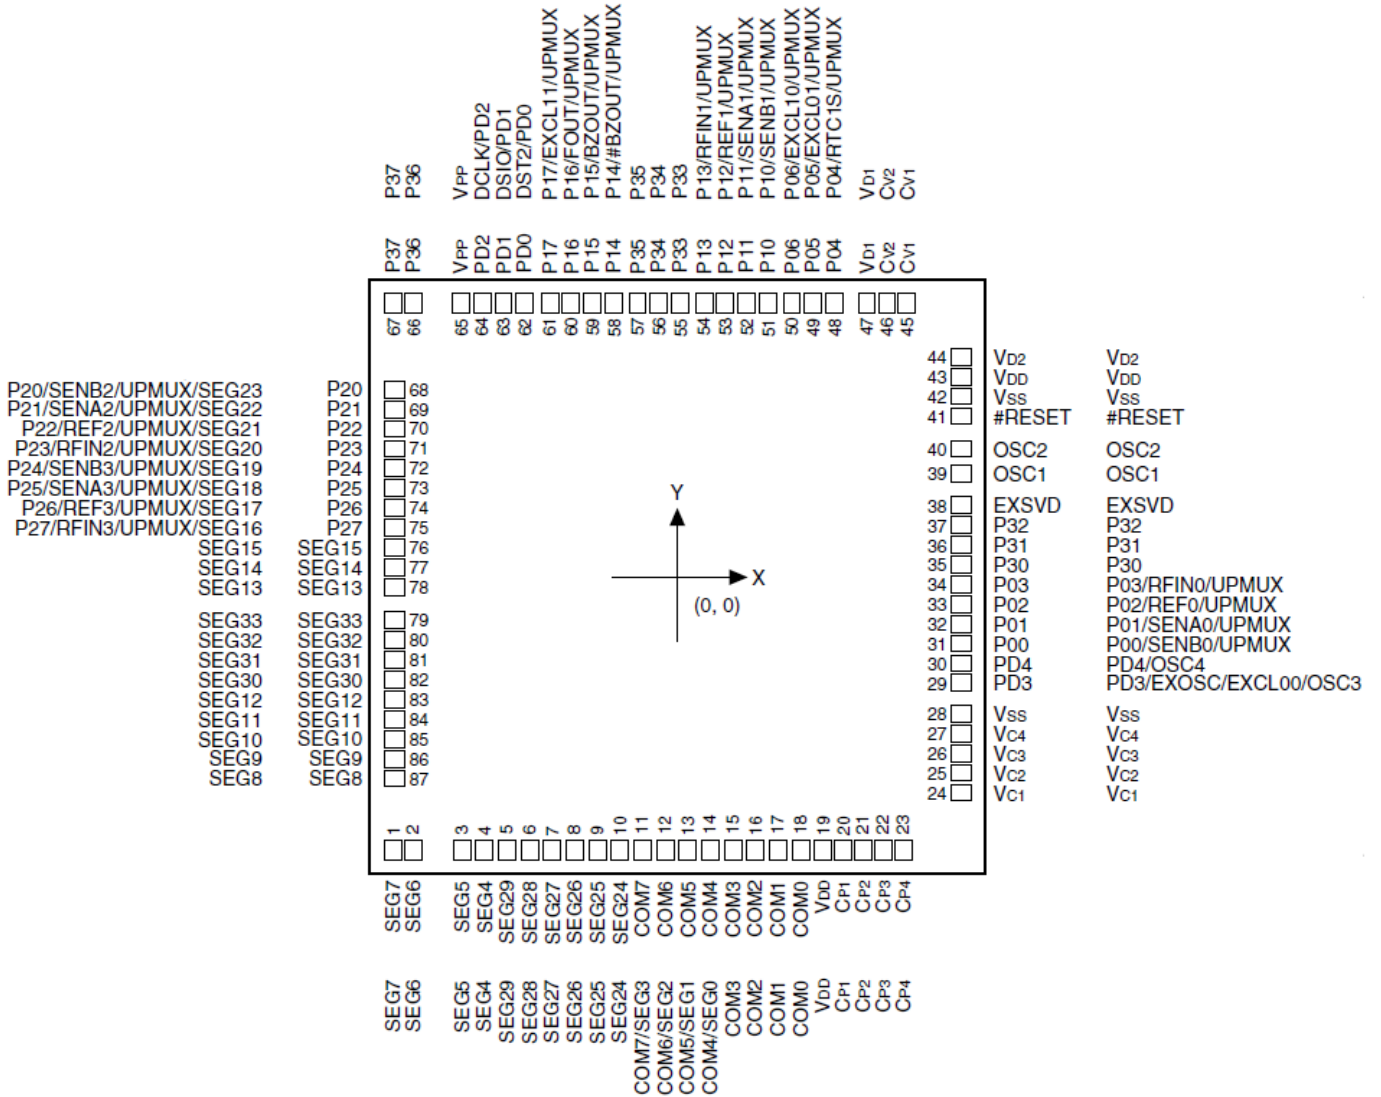 P37
P36
VPP
DCLK/PD2
DSIO/PD1
DST2/PD0
P17/EXCL11/UPMUX
P16/FOUT/UPMUX
P15/BZOUT/UPMUX
P14/#BZOUT/UPMUX
P35
P34
P33
P13/RFIN1/UPMUX
P12/REF1/UPMUX
P11/SENA1/UPMUX
P10/SENB1/UPMUX
P06/EXCL10/UPMUX
P05/EXCL01/UPMUX
P04/RTC1S/UPMUX
VD1
CV2
CV1
P37
P36
VPP
PD2
PD1
PD0
P17
P16
P15
P14
P35
P34
P33
P13
P12
P11
P10
P06
P05
P04
VD1
CV2
CV1
67
66
65
64
63
62
61
60
59
58
57
56
55
54
53
52
51
50
49
48
47
46
45
P20/SENB2/UPMUX/SEG23 P20 68
P21/SENA2/UPMUX/SEG22 P21 69
P22/REF2/UPMUX/SEG21 P22 70
P23/RFIN2/UPMUX/SEG20 P23 71
P24/SENB3/UPMUX/SEG19 P24 72
P25/SENA3/UPMUX/SEG18 P25 73
P26/REF3/UPMUX/SEG17 P26 74
P27/RFIN3/UPMUX/SEG16 P27 75
SEG15 SEG15 76
SEG14 SEG14 77
SEG13 SEG13 78
SEG33 SEG33 79
SEG32 SEG32 80
SEG31 SEG31 81
SEG30 SEG30 82
SEG12 SEG12 83
SEG11 SEG11 84
SEG10 SEG10 85
SEG9 SEG9 86
SEG8 SEG8 87
Y
X
(0, 0)
44 VD2 VD2
43 VDD VDD
42 VSS VSS
41 #RESET #RESET
40 OSC2 OSC2
39 OSC1 OSC1
38 EXSVD EXSVD
37 P32 P32
36 P31 P31
35 P30 P30
34 P03 P03/RFIN0/UPMUX
33 P02 P02/REF0/UPMUX
32 P01 P01/SENA0/UPMUX
31 P00 P00/SENB0/UPMUX
30 PD4 PD4/OSC4
29 PD3 PD3/EXOSC/EXCL00/OSC3
28 VSS VSS
27 VC4 VC4
26 VC3 VC3
25 VC2 VC2
24 VC1 VC1
1
2
3
4
5
6
7
8
9
10
11
12
13
14
15
16
17
18
19
20
21
22
23
SEG7
SEG6
SEG5
SEG4
SEG29
SEG28
SEG27
SEG26
SEG25
SEG24
COM7
COM6
COM5
COM4
COM3
COM2
COM1
COM0
VDD
CP1
CP2
CP3
CP4
SEG7
SEG6
SEG5
SEG4
SEG29
SEG28
SEG27
SEG26
SEG25
SEG24
COM7/SEG3
COM6/SEG2
COM5/SEG1
COM4/SEG0
COM3
COM2
COM1
COM0
VDD
CP1
CP2
CP3
CP4